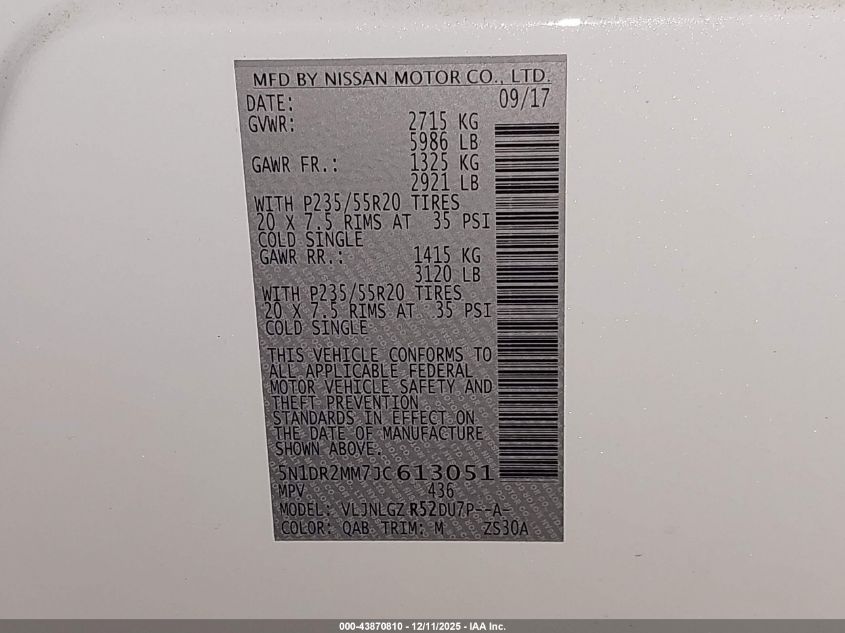 MFD BY NISSAN MOTOR CO., LTD.
DATE: 09/17
GVWR: 2715 KG
5986 LB
GAWR FR.: 1325 KG
2921 LB
WITH P235/55R20 TIRES
20 X 7.5 RIMS AT 35 PSI
COLD SINGLE
GAWR RR.: 1415 KG
3120 LB
WITH P235/55R20 TIRES
20 X 7.5 RIMS AT 35 PSI
COLD SINGLE
THIS VEHICLE CONFORMS TO
ALL APPLICABLE FEDERAL
MOTOR VEHICLE SAFETY AND
THEFT PREVENTION
STANDARDS IN EFFECT ON
THE DATE OF MANUFACTURE
SHOWN ABOVE.
5N1DR2MM7JC613051
MPV 436
MODEL: VLJNLGZ R52DU7P--A-
COLOR: QAB TRIM: M ZS30A
000-43870810 - 12/11/2025 - IAA Inc.